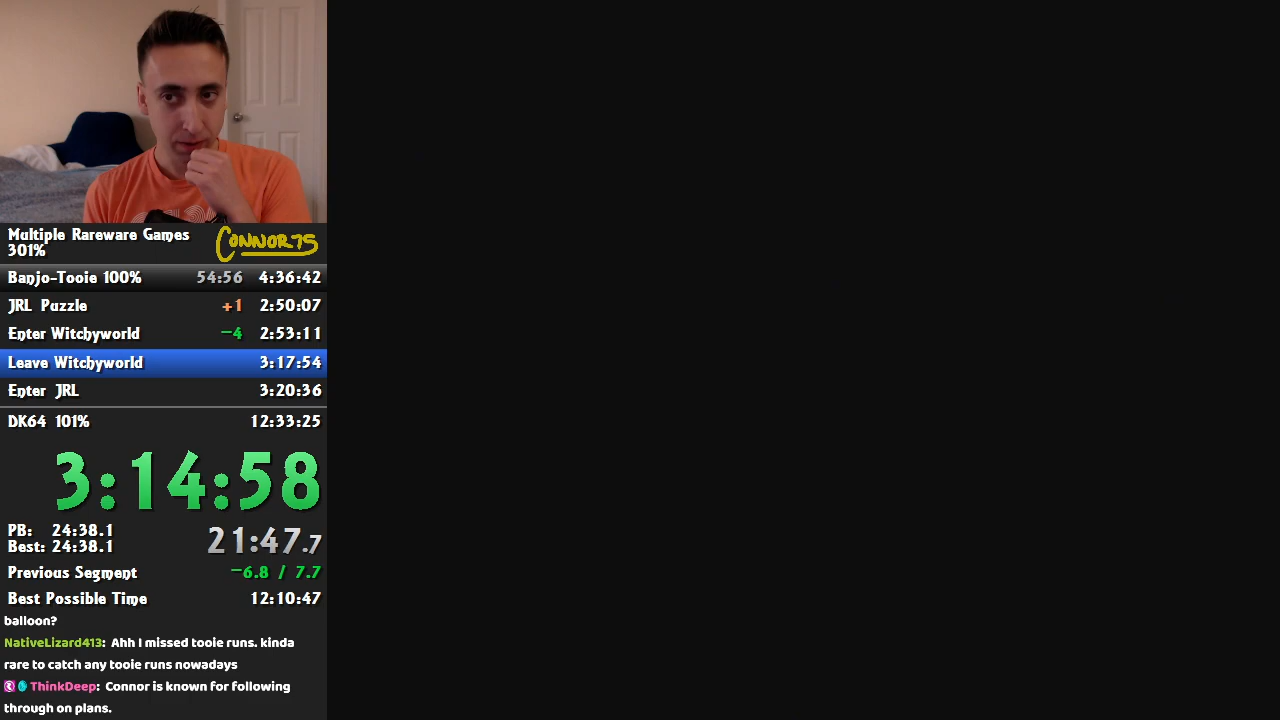 Multiple Rareware Games
301%
CONNOR75
Banjo-Tooie 100% 54:56 4:36:42
JRL Puzzle +1 2:50:07
Enter Witchyworld -4 2:53:11
Leave Witchyworld 3:17:54
Enter JRL 3:20:36
DK64 101% 12:33:25
3:14:58
PB: 24:38.1
Best: 24:38.1
21:47.7
Previous Segment -6.8 / 7.7
Best Possible Time 12:10:47
balloon?
NativeLizard413: Ahh I missed tooie runs. kinda
rare to catch any tooie runs nowadays
ThinkDeep: Connor is known for following
through on plans.